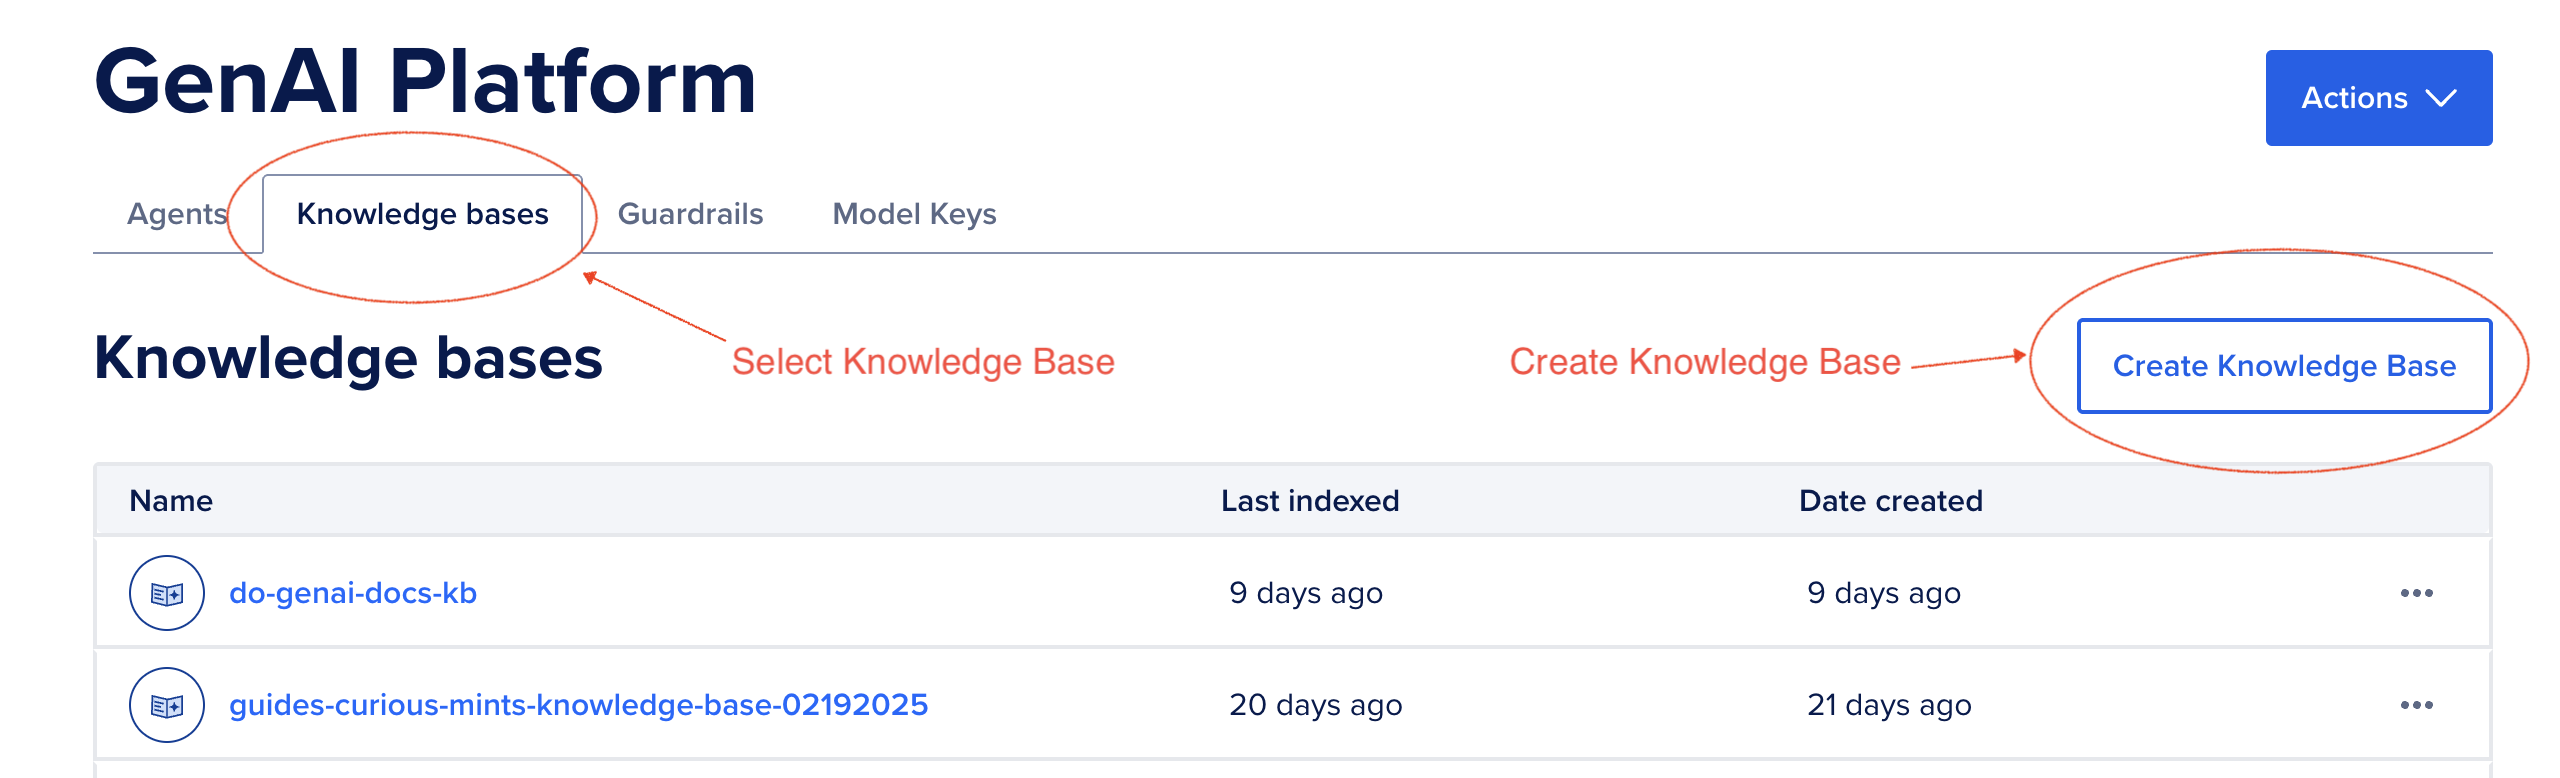 GenAI Platform
Actions
Agents Knowledge bases Guardrails Model Keys
Knowledge bases
Select Knowledge Base
Create Knowledge Base
Create Knowledge Base
Name Last indexed Date created
do-genai-docs-kb 9 days ago 9 days ago
guides-curious-mints-knowledge-base-02192025 20 days ago 21 days ago